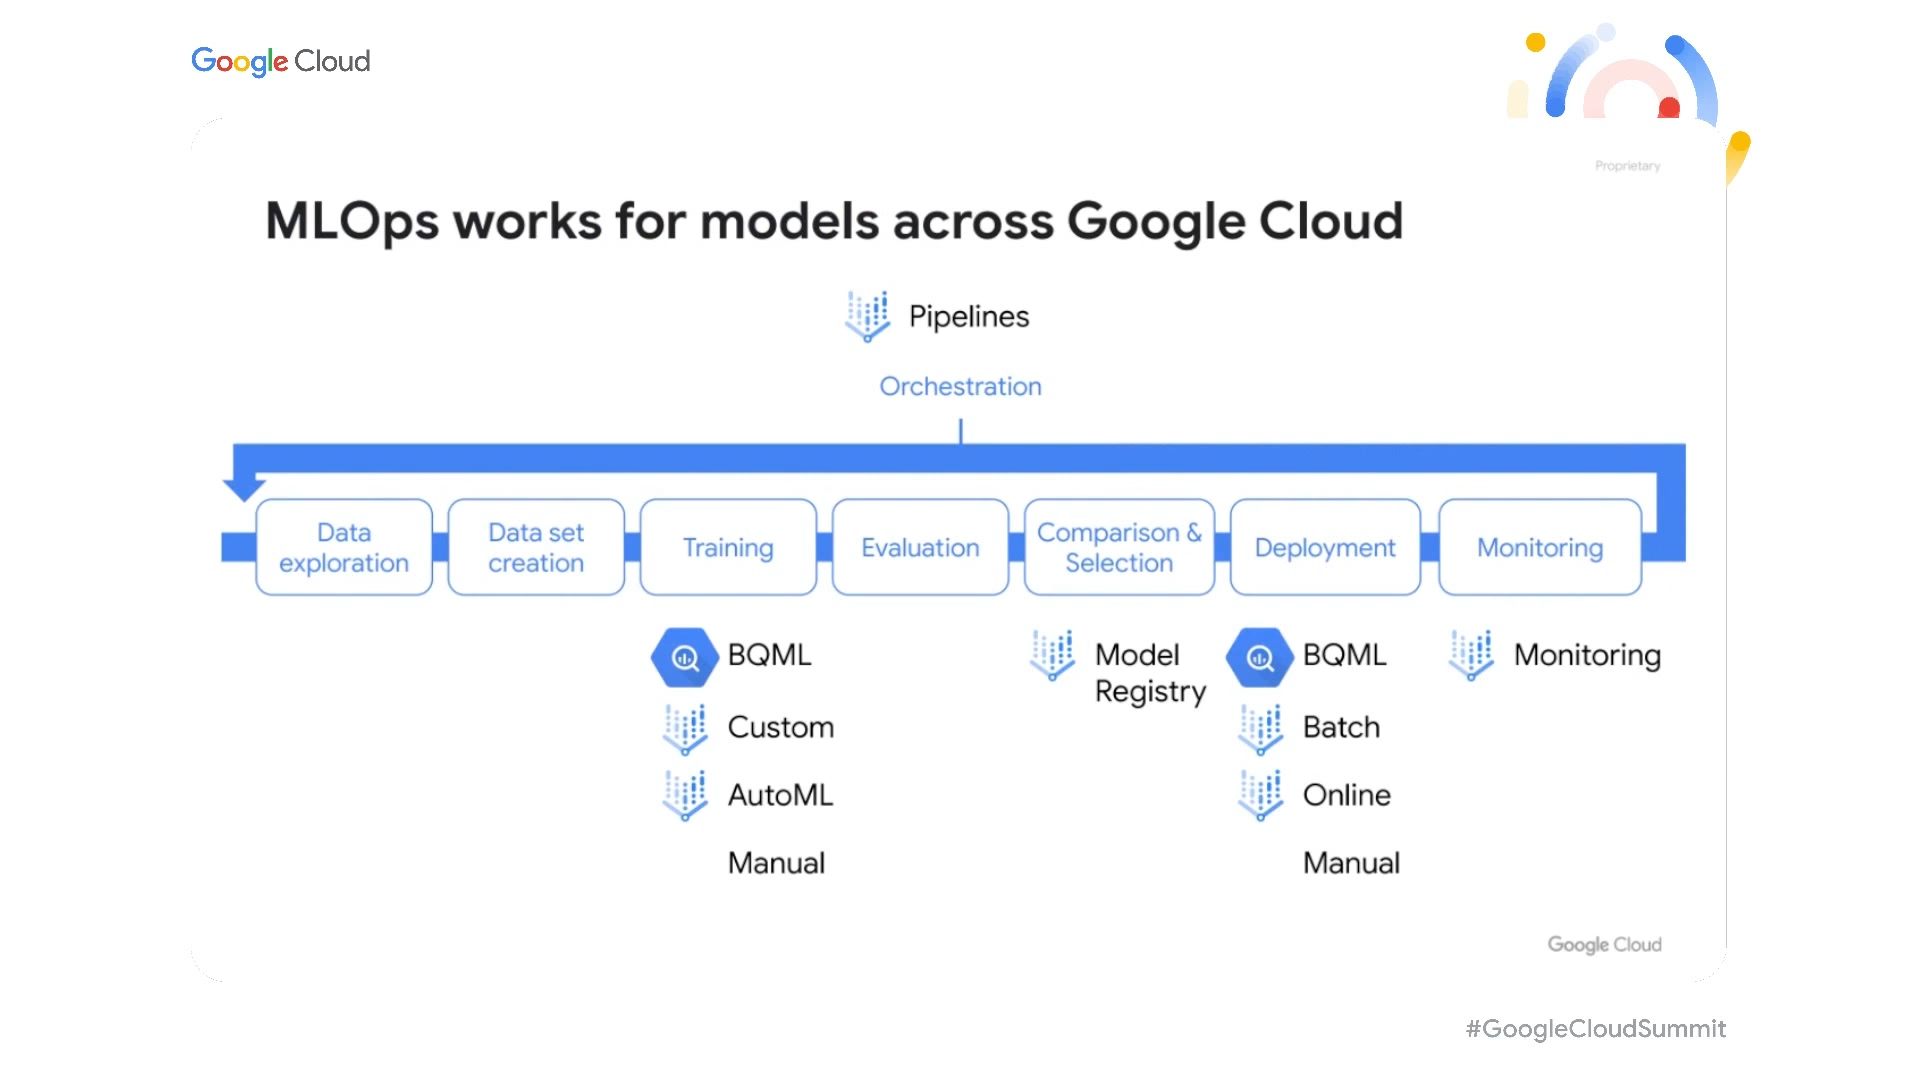 Google Cloud
Proprietary
MLOps works for models across Google Cloud
Pipelines
Orchestration
Data
exploration
Data set
creation
Training
Evaluation
Comparison &
Selection
Deployment
Monitoring
BQML
Custom
AutoML
Manual
Model
Registry
BQML
Batch
Online
Manual
Monitoring
Google Cloud
#GoogleCloudSummit